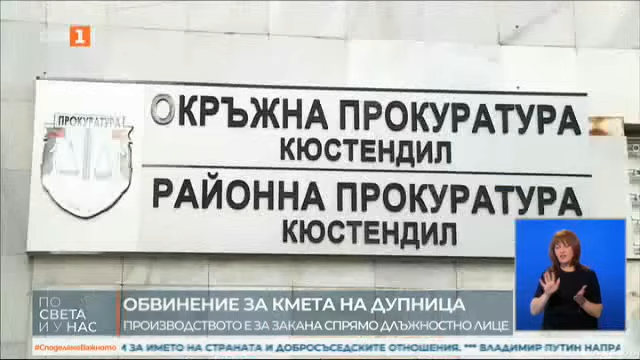 1
ПРОКУРАТУРА
ОКРЪЖНА ПРОКУРАТУРА
КЮСТЕНДИЛ
РАЙОННА ПРОКУРАТУРА
КЮСТЕНДИЛ
ПО
СВЕТА
И У НАС
ОБВИНЕНИЕ ЗА КМЕТА НА ДУПНИЦА
ПРОИЗВОДСТВОТО Е ЗА ЗАКАНА СПРЯМО ДЛЪЖНОСТНО ЛИЦЕ
#СподеляемВажното И ЗА ИМЕТО НА СТРАНАТА И ДОБРОСЪСЕДСКИТЕ ОТНОШЕНИЯ. *** ВЛАДИМИР ПУТИН НАПРА